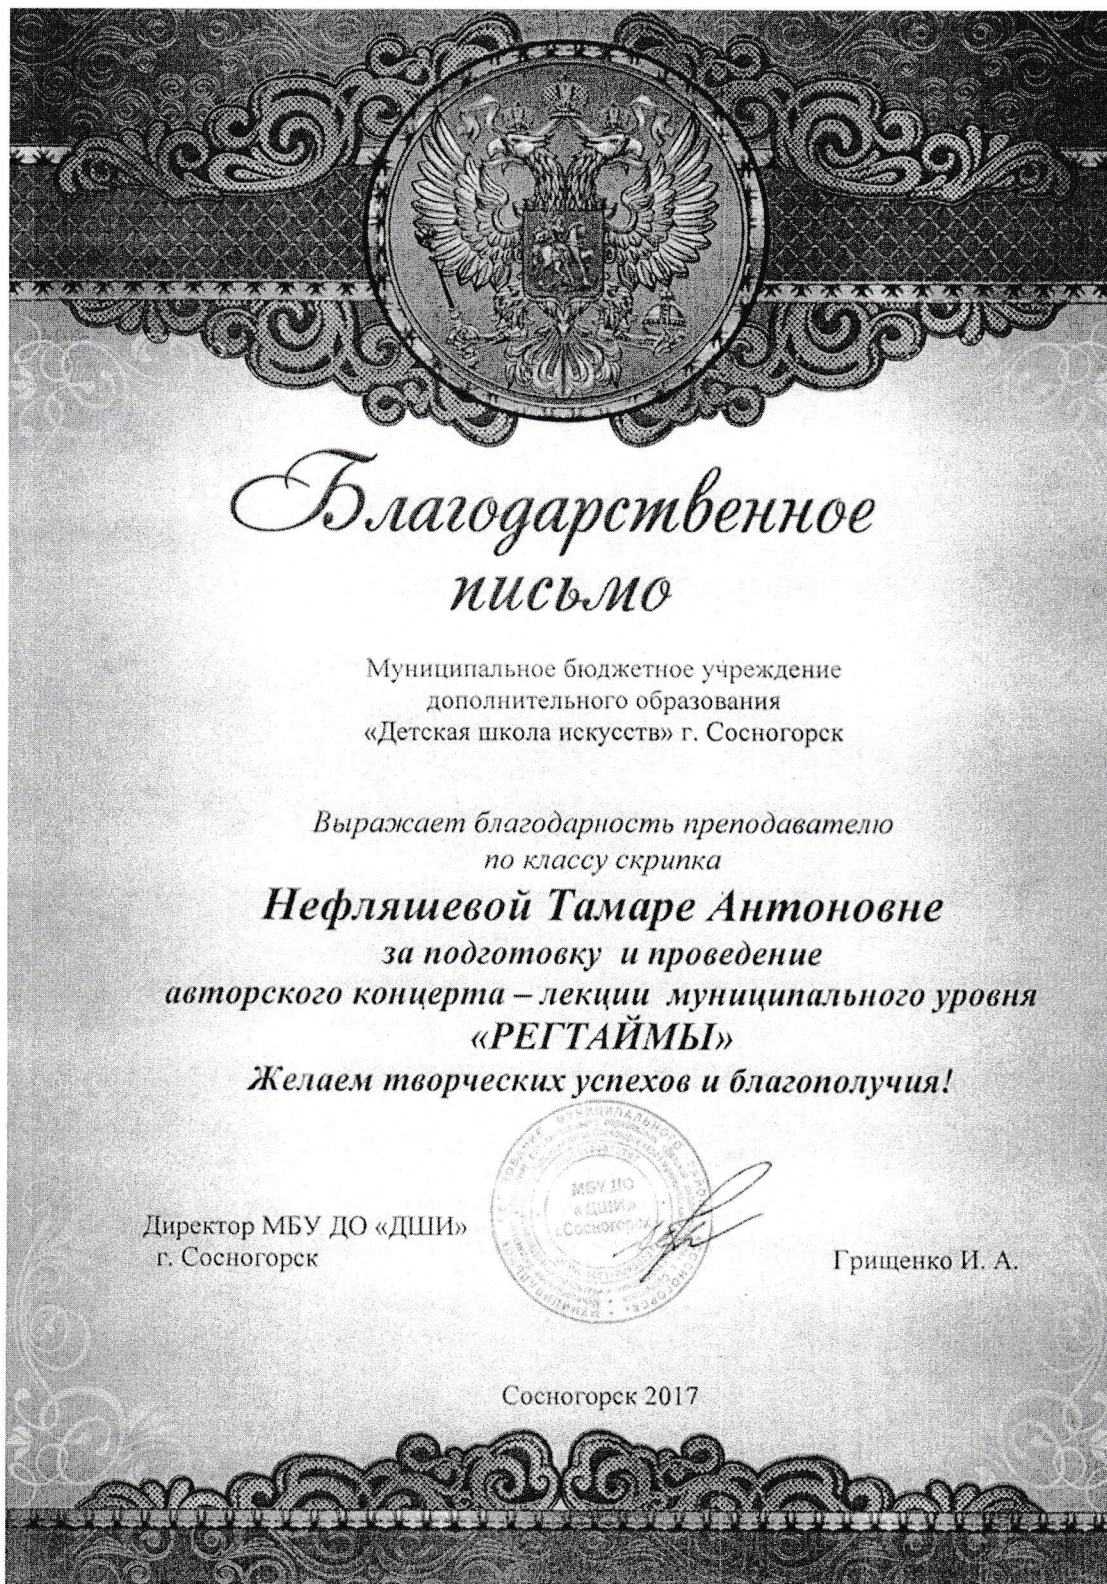 Благодарственное
письмо
Муниципальное бюджетное учреждение
дополнительного образования
«Детская школа искусств» г. Сосногорск
Выражает благодарность преподавателю
по классу скрипка
Нефляшевой Тамаре Антоновне
за подготовку и проведение
авторского концерта – лекции муниципального уровня
«РЕГТАЙМЫ»
Желаем творческих успехов и благополучия!
МБУ ДО
«ДШИ»
г.Сосногорск
Директор МБУ ДО «ДШИ»
г. Сосногорск
Грищенко И. А.
Сосногорск 2017